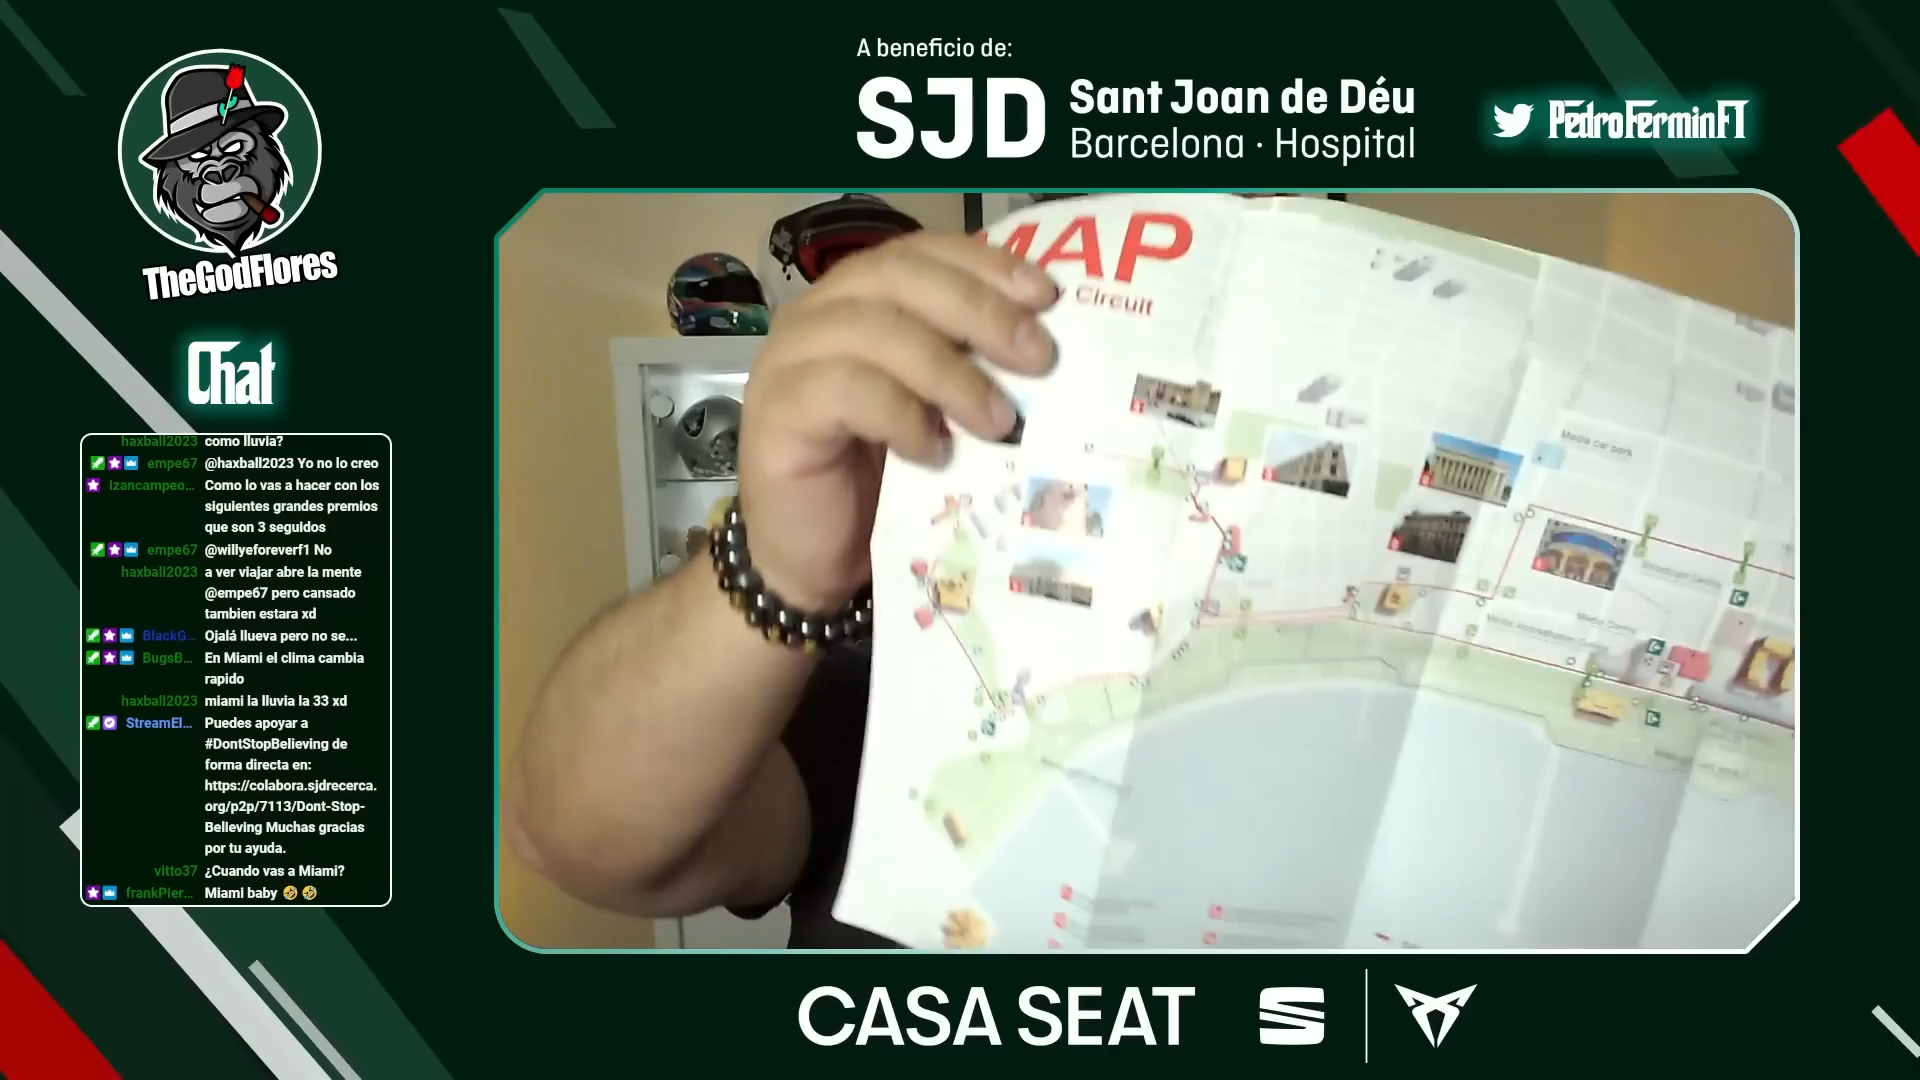 A beneficio de:
SJD
Sant Joan de Déu
Barcelona · Hospital
PedroFerminF1
TheGodFlores
Chat
haxball2023 como lluvia?
empe67 @haxball2023 Yo no lo creo
izancampeo... Como lo vas a hacer con los
siguientes grandes premios
que son 3 seguidos
empe67 @willyeforeverf1 No
haxball2023 a ver viajar abre la mente
@empe67 pero cansado
tambien estara xd
BlackG... Ojalá llueva pero no se...
BugsB... En Miami el clima cambia
rapido
haxball2023 miami la lluvia la 33 xd
StreamEl... Puedes apoyar a
#DontStopBelieving de
forma directa en:
https://colabora.sjdrecerca.
org/p2p/7113/Dont-Stop-
Believing Muchas gracias
por tu ayuda.
vitto37 ¿Cuando vas a Miami?
frankPier... Miami baby 🤣 🤣
MAP
y Circuit
Media car park
CASA SEAT